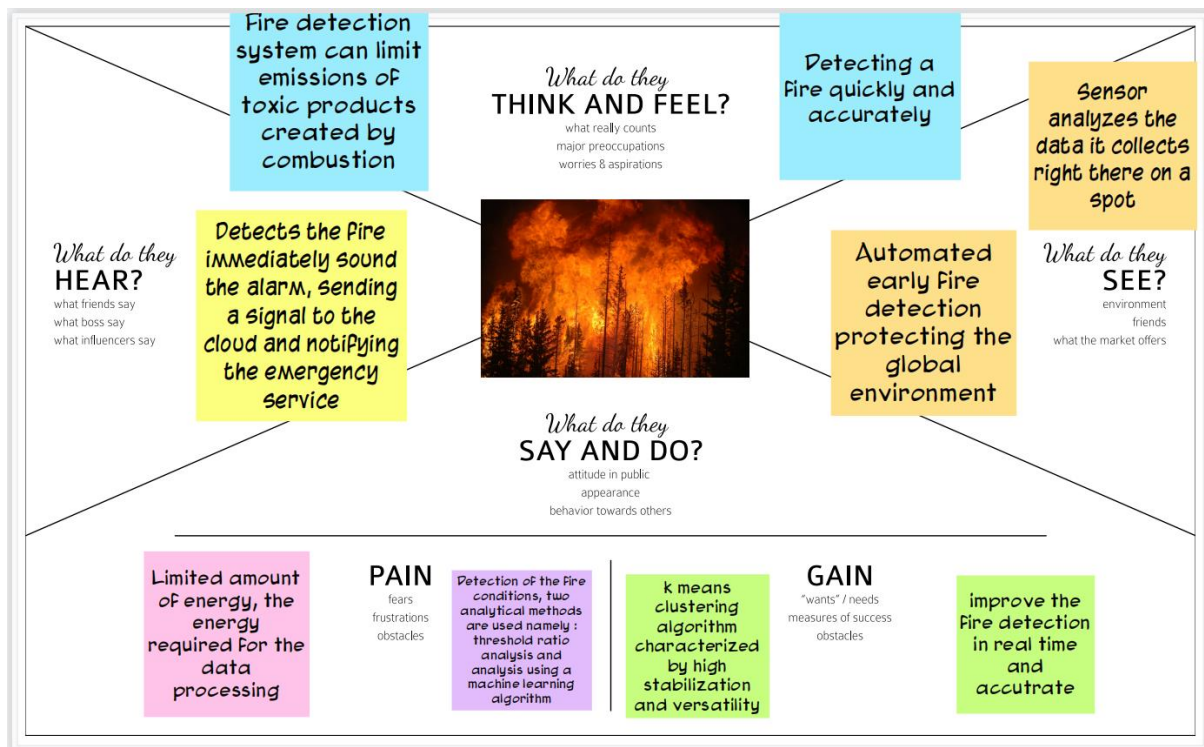 Fire detection
system can limit
emissions of
toxic products
created by
combustion
What do they
THINK AND FEEL?
what really counts
major preoccupations
worries & aspirations
Detecting a
fire quickly and
accurately
Sensor
analyzes the
data it collects
right there on a
spot
What do they
HEAR?
what friends say
what boss say
what influencers say
Detects the fire
immediately sound
the alarm, sending
a signal to the
cloud and notifying
the emergency
service
Automated
early fire
detection
protecting the
global
environment
What do they
SEE?
environment
friends
what the market offers
What do they
SAY AND DO?
attitude in public
appearance
behavior towards others
Limited amount
of energy, the
energy
required for the
data
processing
PAIN
fears
frustrations
obstacles
Detection of the fire
conditions, two
analytical methods
are used namely :
threshold ratio
analysis and
analysis using a
machine learning
algorithm
k means
clustering
algorithm
characterized
by high
stabilization
and versatility
GAIN
"wants" / needs
measures of success
obstacles
improve the
fire detection
in real time
and
accutrate